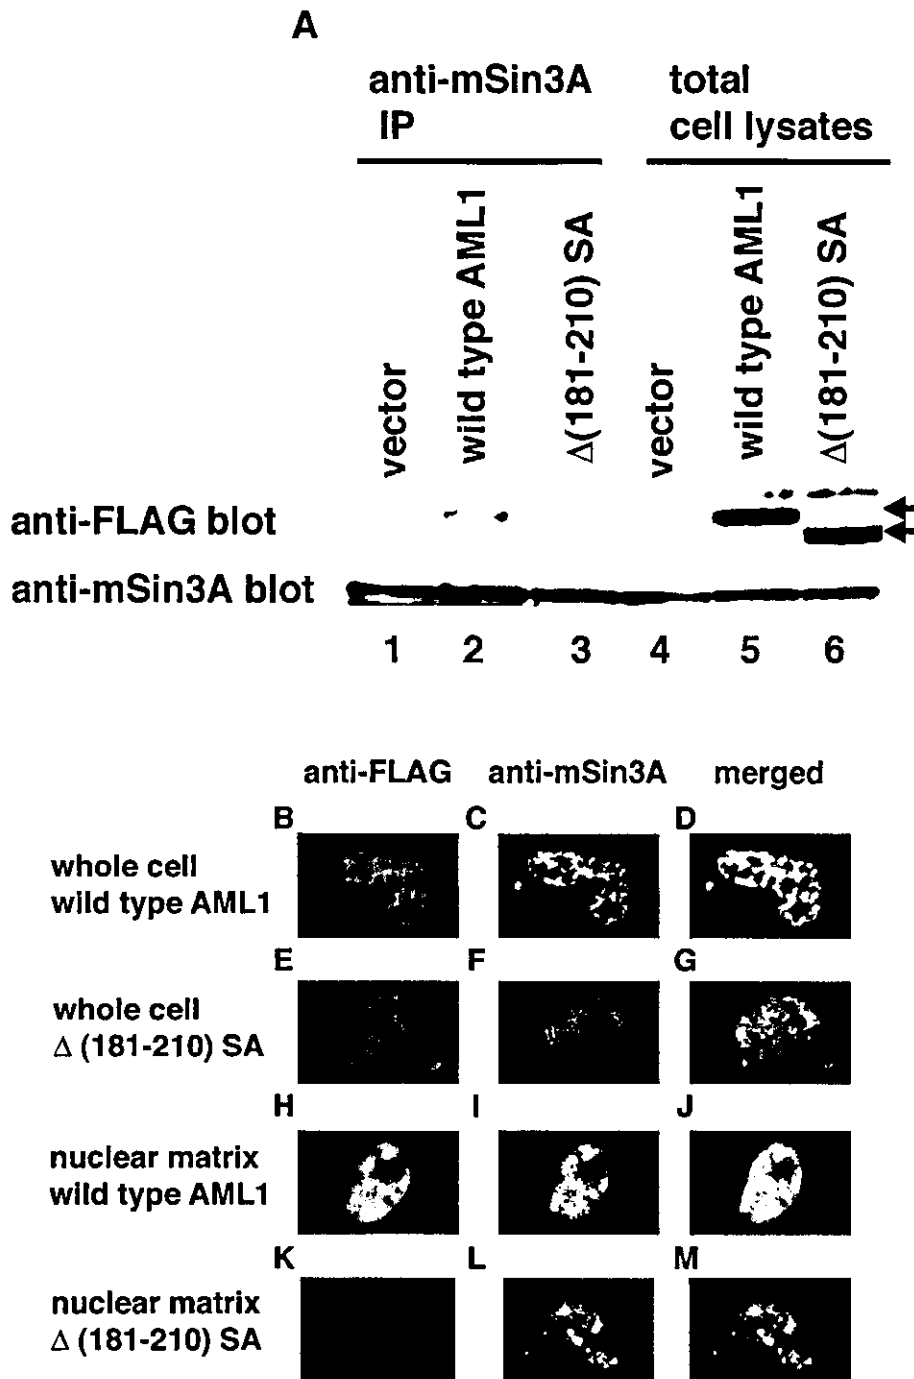 A
anti-mSin3A IP
total cell lysates
vector
wild type AML1
Δ(181-210) SA
vector
wild type AML1
Δ(181-210) SA
anti-FLAG blot
anti-mSin3A blot
1 2 3 4 5 6
anti-FLAG anti-mSin3A merged
B C D
whole cell
wild type AML1
E F G
whole cell
Δ (181-210) SA
H I J
nuclear matrix
wild type AML1
K L M
nuclear matrix
Δ (181-210) SA